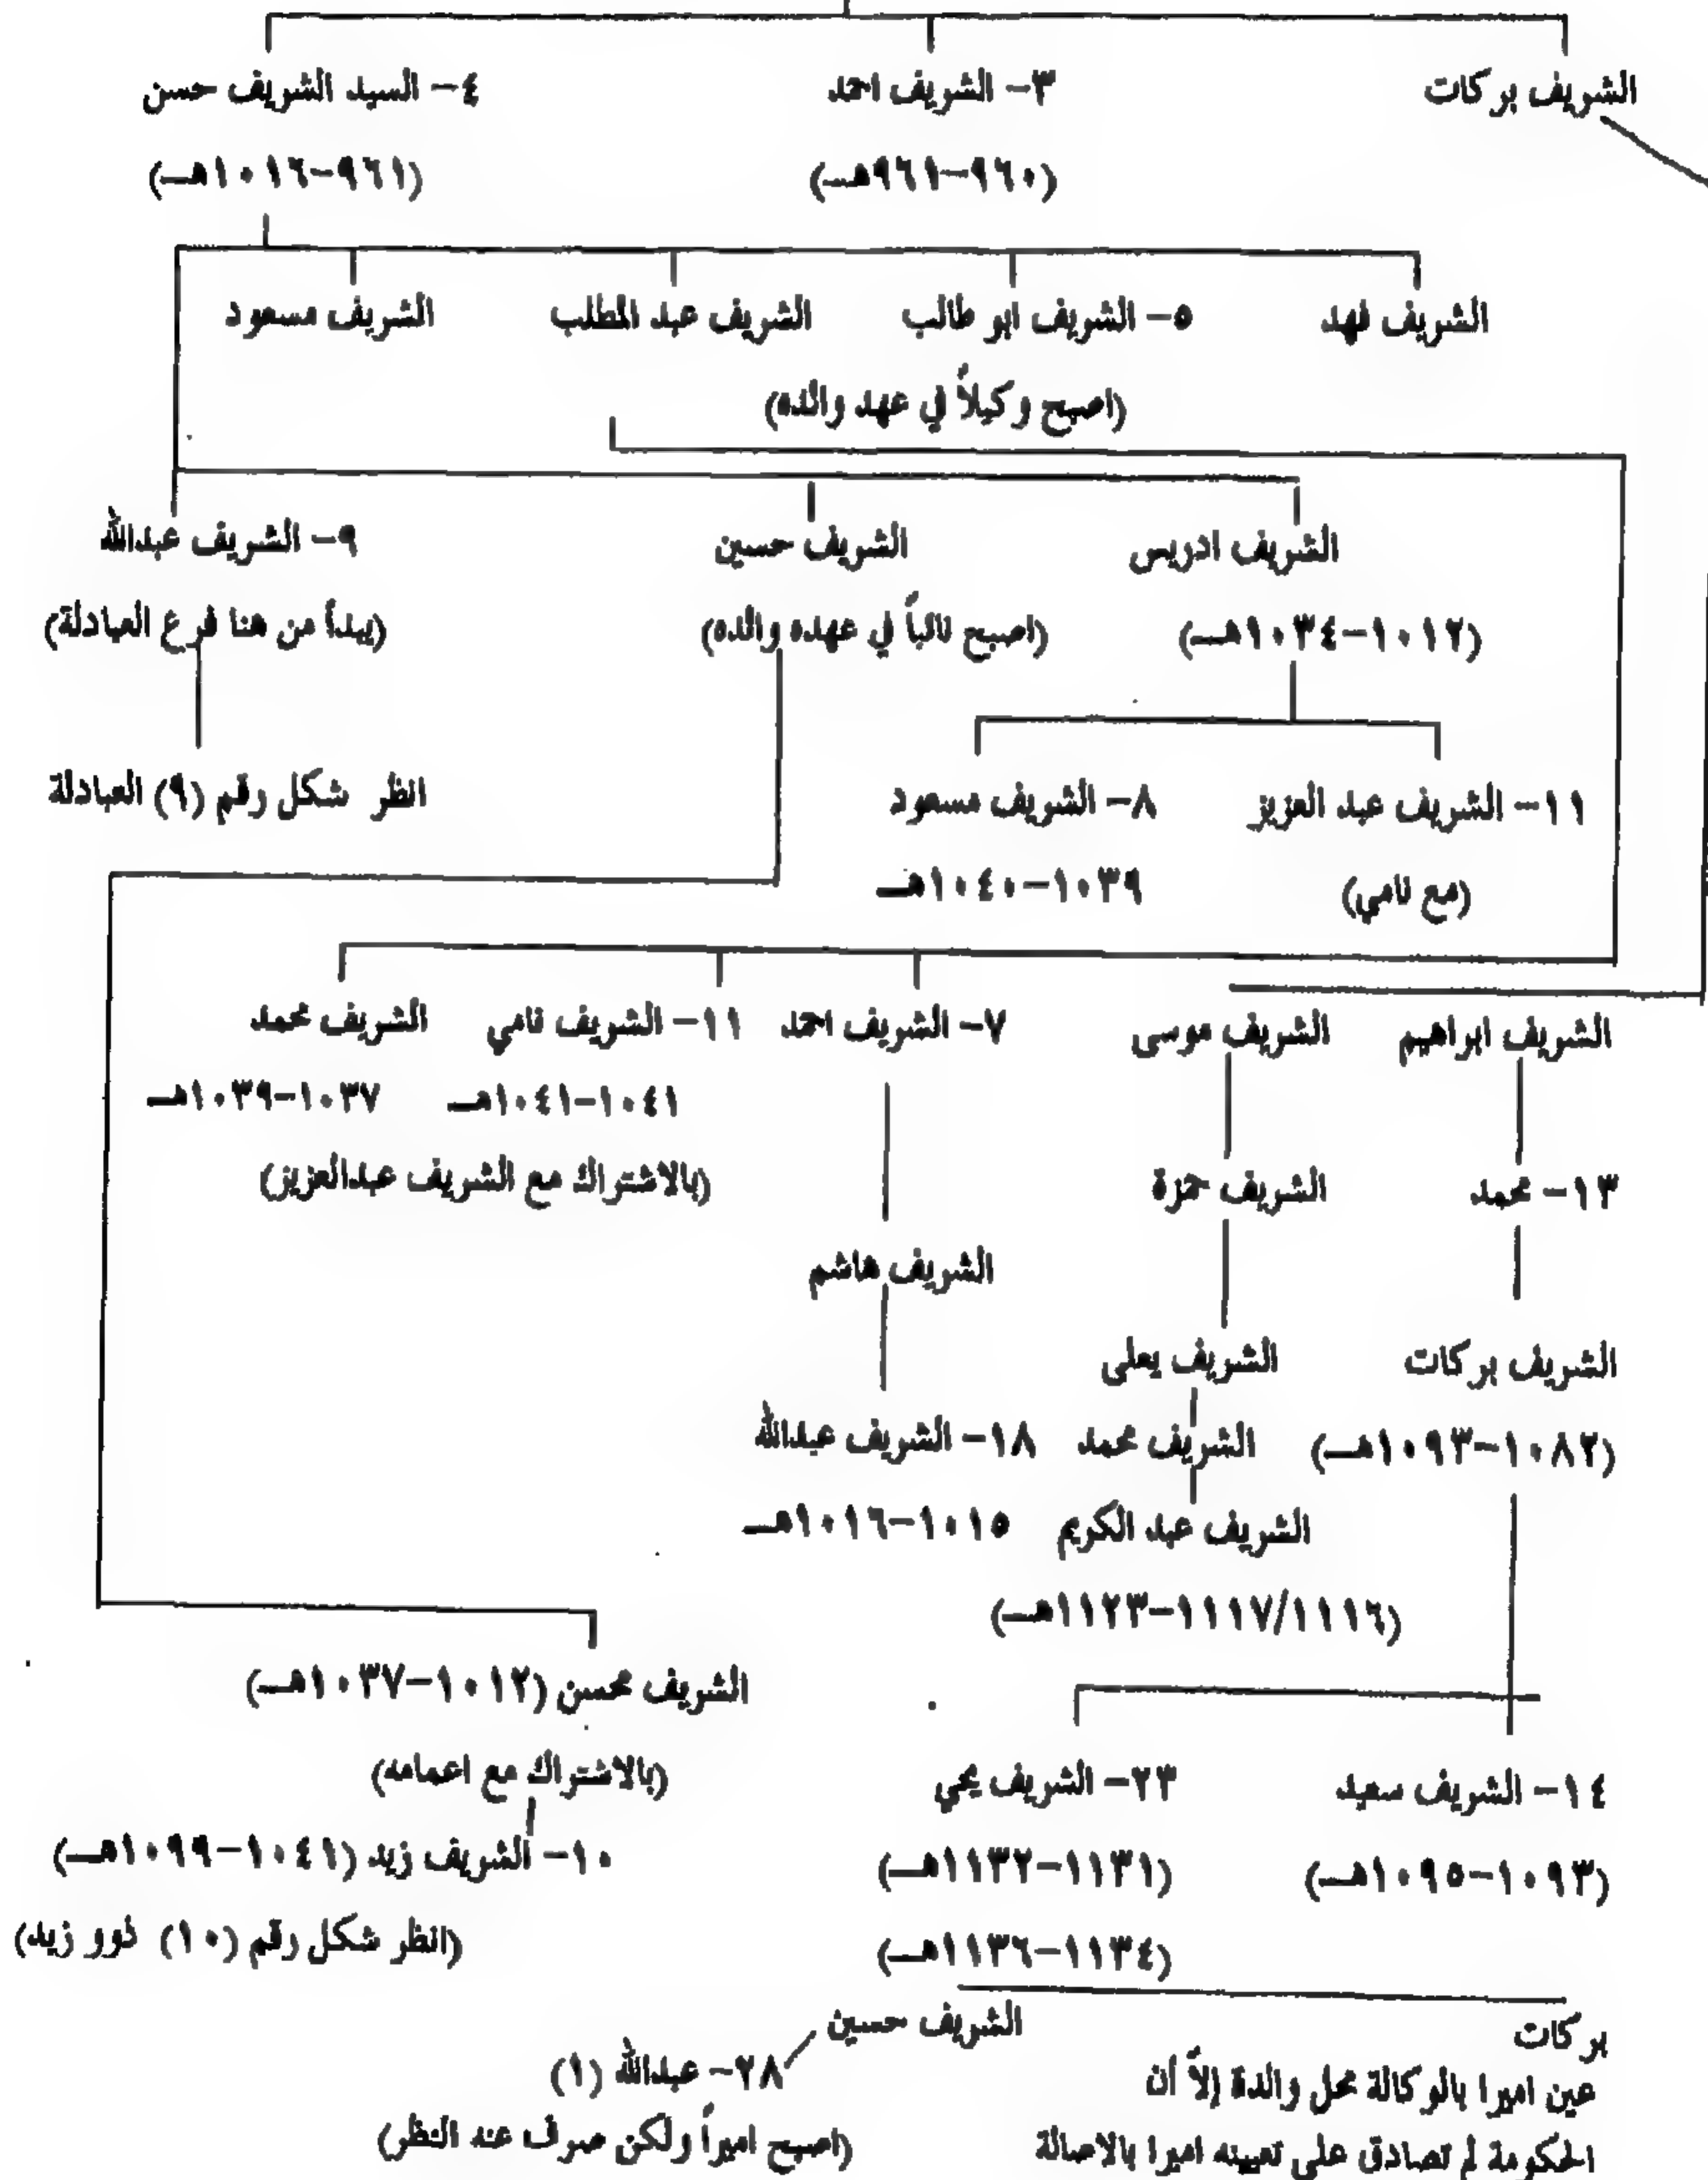 الشريف بركات ٣- الشريف احمد ٤- السيد الشريف حسن
(٩٦٠-٩٦١هـ) (٩٦١-١٠١٦هـ)
الشريف فهد ٥- الشريف ابو طالب الشريف عبد المطلب الشريف مسعود
(اصبح وكيلاً في عهد والده)
الشريف ادريس الشريف حسين ٩- الشريف عبدالله
(١٠١٢-١٠٣٤هـ) (اصبح نائباً في عهده والده) (يبدأ من هنا فرع العبادلة)
١١- الشريف عبد العزيز ٨- الشريف مسعود انظر شكل رقم (٩) العبادلة
(مع نامي) ١٠٣٩-١٠٤٠هـ
الشريف ابراهيم الشريف موسى ٧- الشريف احمد ١١- الشريف نامي الشريف محمد
١٠٤١-١٠٤١هـ ١٠٣٧-١٠٣٩هـ
١٣- محمد الشريف حمزة (بالاشتراك مع الشريف عبدالعزيز)
الشريف هاشم
الشريف بركات الشريف يعلى
(١٠٨٢-١٠٩٣هـ) الشريف محمد ١٨- الشريف عبدالله
الشريف عبد الكريم ١٠١٥-١٠١٦هـ
(١١١٦/١١١٧-١١٢٣هـ)
الشريف محسن (١٠١٢-١٠٣٧هـ)
١٤- الشريف سعيد ٢٣- الشريف يحي (بالاشتراك مع اعمامه)
(١٠٩٣-١٠٩٥هـ) (١١٣١-١١٣٢هـ) ١٠- الشريف زيد (١٠٤١-١٠٩٩هـ)
(١١٣٤-١١٣٦هـ) (انظر شكل رقم (١٠) ذوو زيد)
بركات الشريف حسين
عين اميرا بالوكالة محل والدة إلاّ أن ٢٨- عبدالله (١)
الحكومة لم تصادق على تعيينه اميرا بالاصالة (اصبح اميراً ولكن صرف عنه النظر)